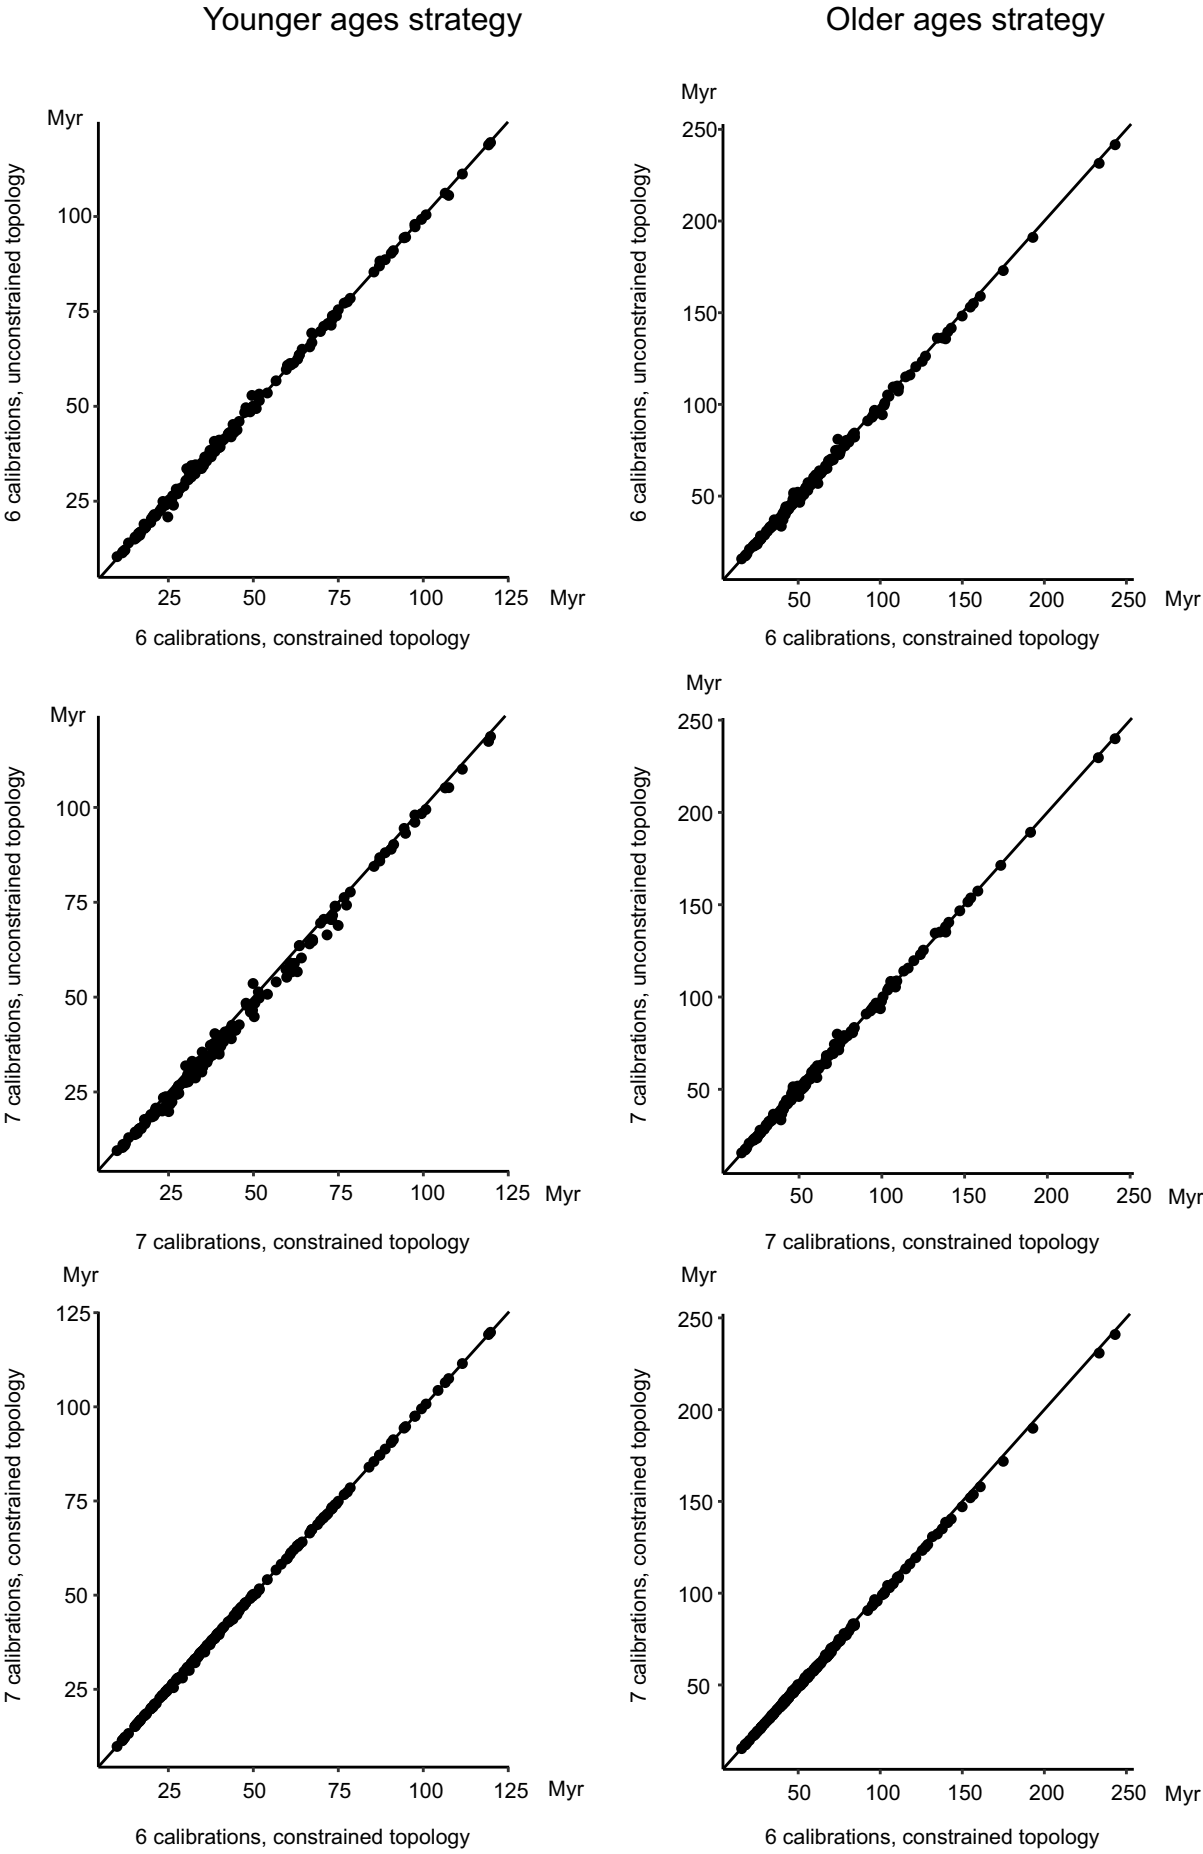 Younger ages strategy
Older ages strategy
Myr
6 calibrations, unconstrained topology
100
75
50
25
25 50 75 100 125 Myr
6 calibrations, constrained topology
Myr
6 calibrations, unconstrained topology
250
200
150
100
50
50 100 150 200 250 Myr
6 calibrations, constrained topology
Myr
7 calibrations, unconstrained topology
100
75
50
25
25 50 75 100 125 Myr
7 calibrations, constrained topology
Myr
7 calibrations, unconstrained topology
250
200
150
100
50
50 100 150 200 250 Myr
7 calibrations, constrained topology
Myr
7 calibrations, constrained topology
125
100
75
50
25
25 50 75 100 125 Myr
6 calibrations, constrained topology
Myr
7 calibrations, constrained topology
250
200
150
100
50
50 100 150 200 250 Myr
6 calibrations, constrained topology